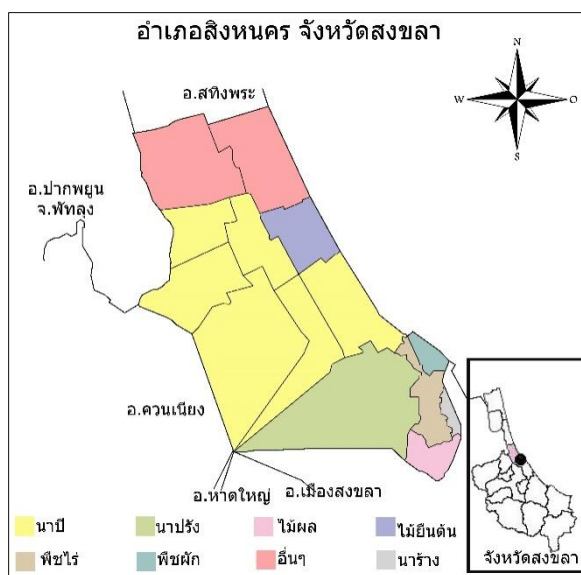 อำเภอสิงหนคร จังหวัดสงขลา
N
W O
S
อ.สทิงพระ
อ.ปากพยูน
จ.พัทลุง
อ.ควนเนียง
อ.หาดใหญ่
อ.เมืองสงขลา
นาปี นาปรัง ไม้ผล ไม้ยืนต้น
พืชไร่ พืชผัก อื่นๆ นาร้าง
จังหวัดสงขลา